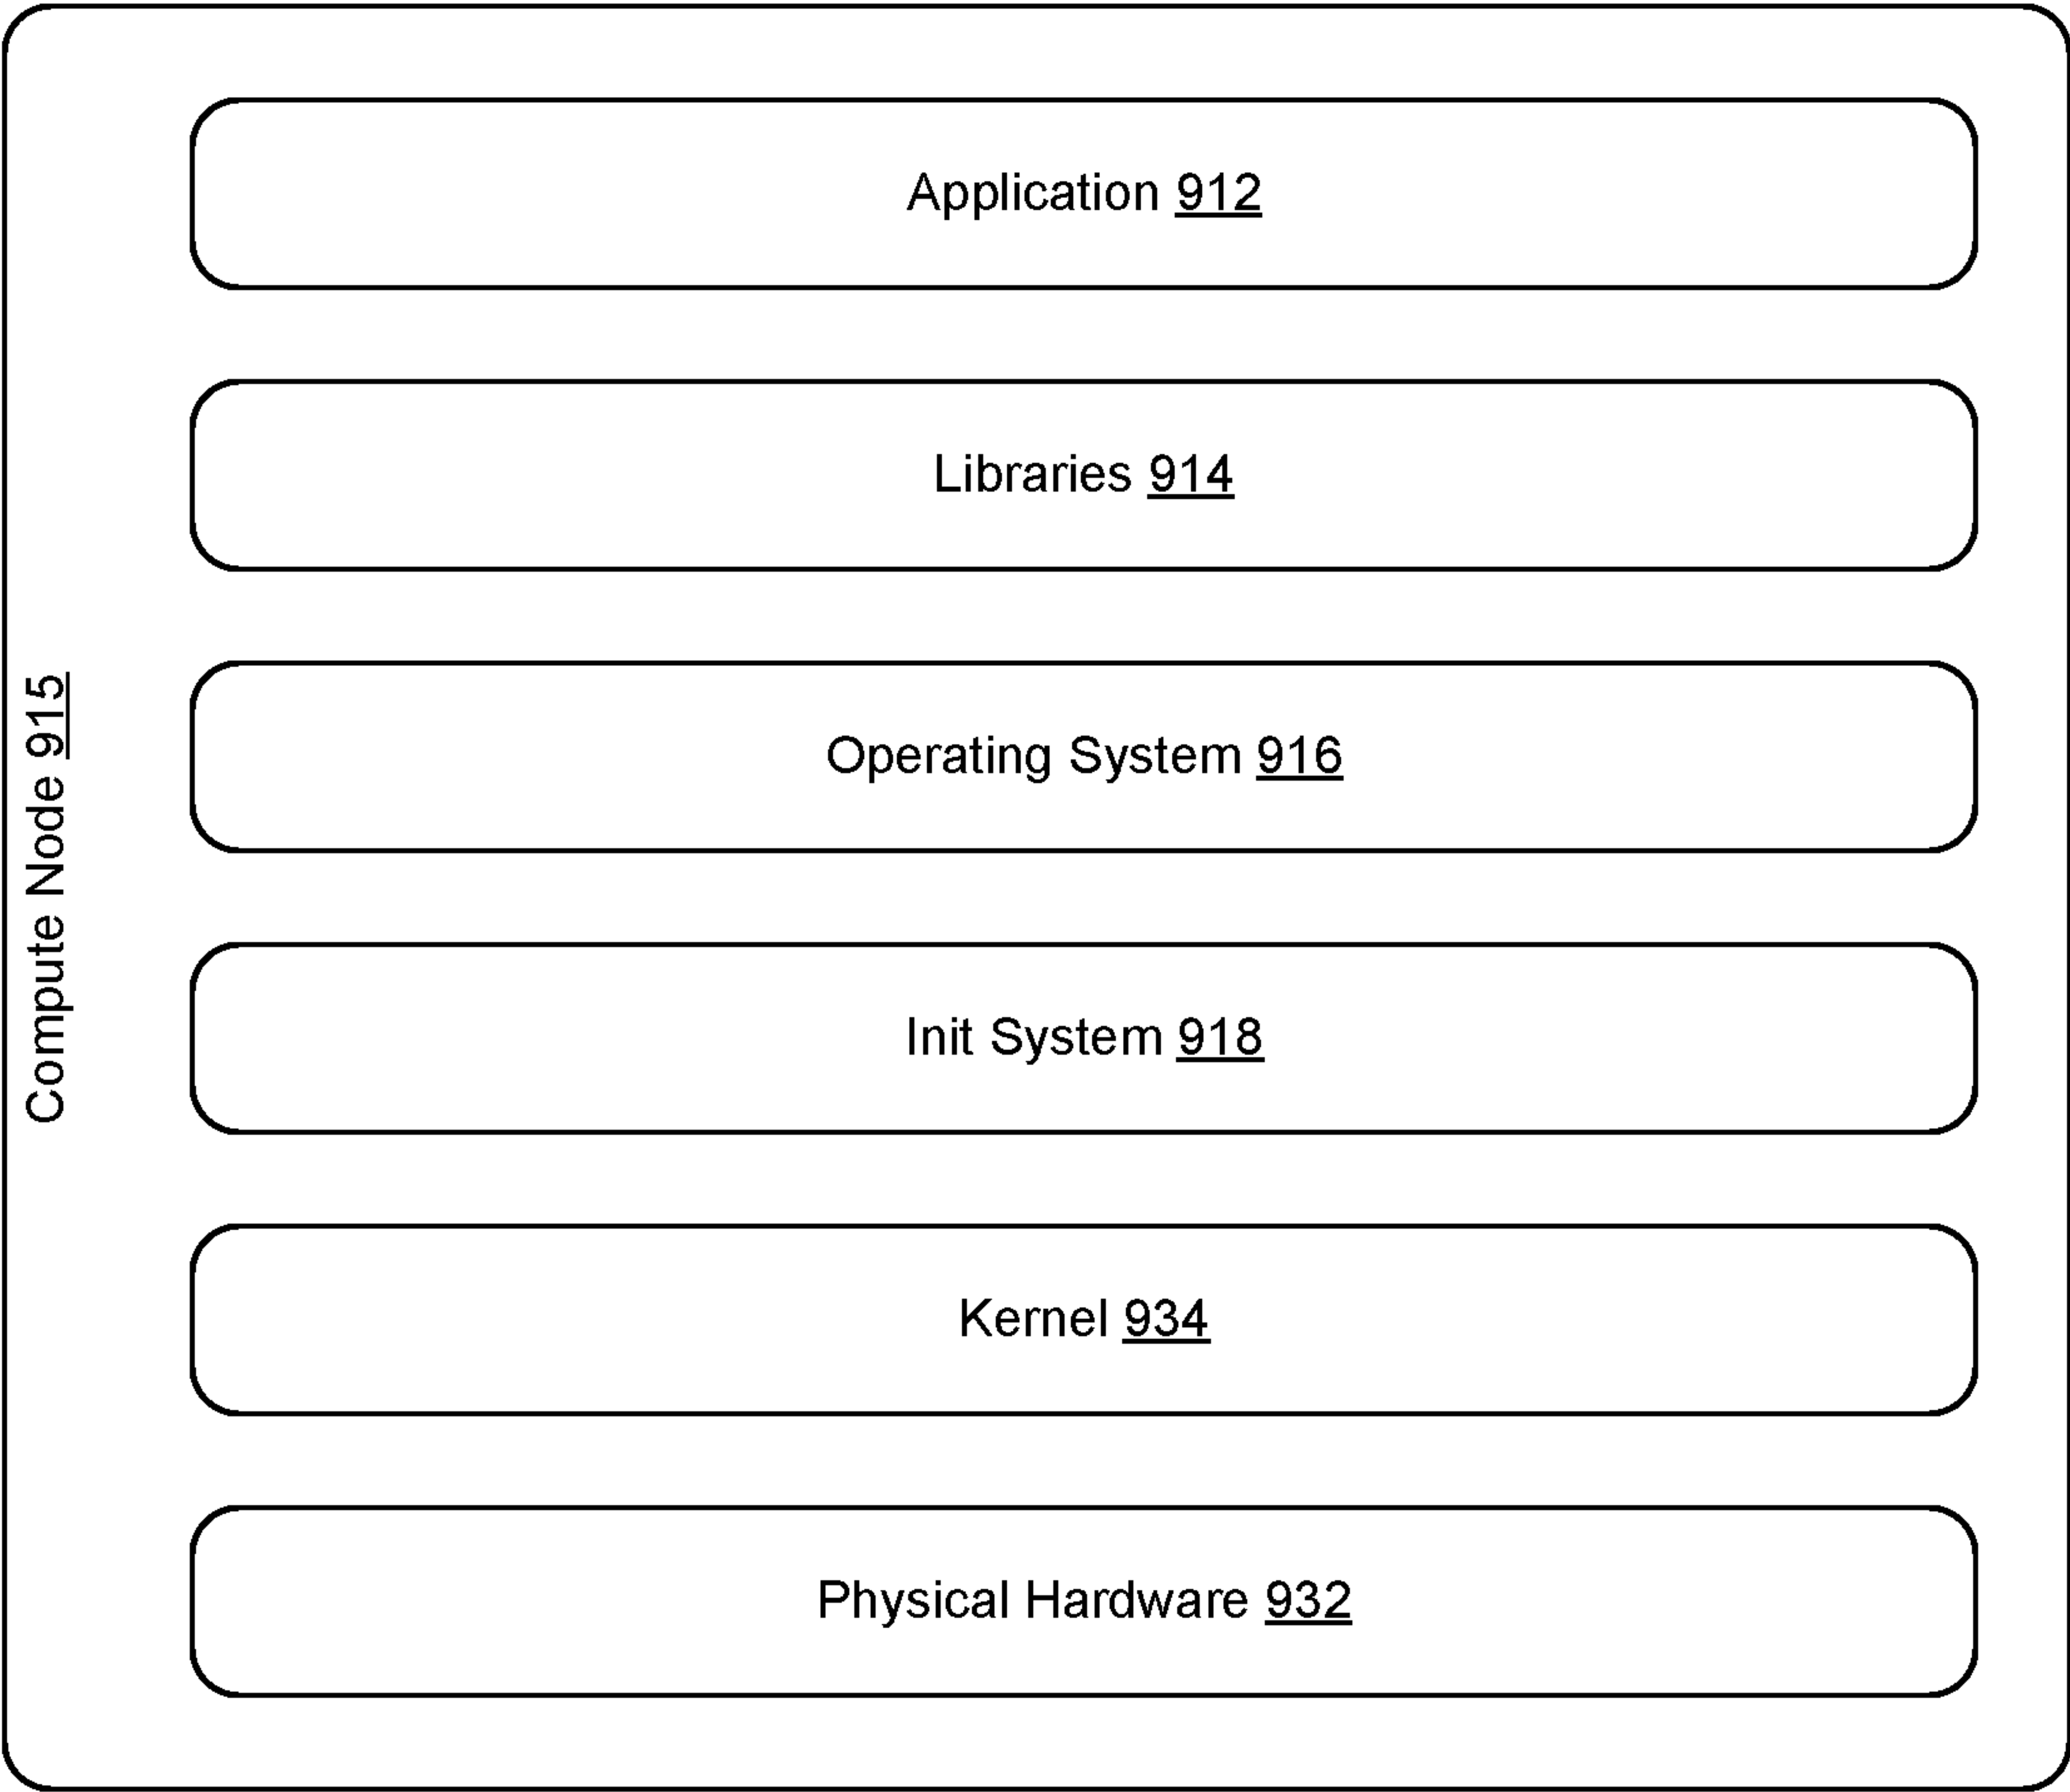 Compute Node 915
Application 912
Libraries 914
Operating System 916
Init System 918
Kernel 934
Physical Hardware 932